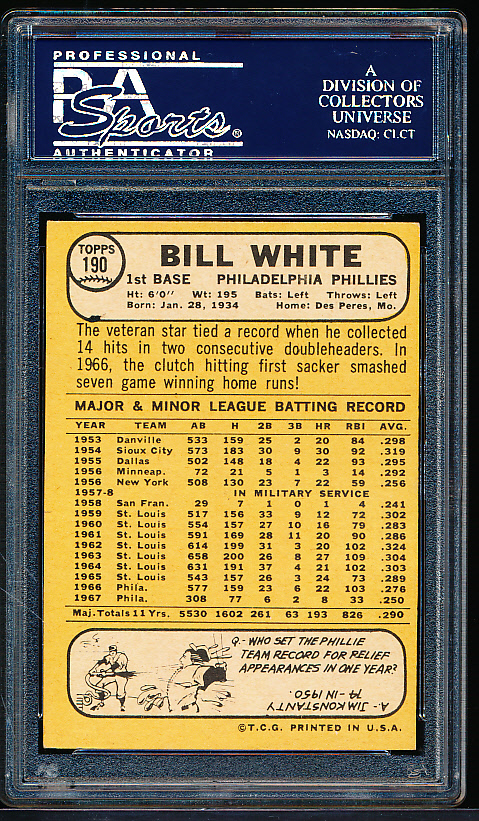 PROFESSIONAL
PSA
Sports®
AUTHENTICATOR
A
DIVISION OF
COLLECTORS
UNIVERSE
NASDAQ: CLCT
TOPPS
190
BILL WHITE
1st BASE PHILADELPHIA PHILLIES
Ht: 6'0" Wt: 195 Bats: Left Throws: Left
Born: Jan. 28, 1934 Home: Des Peres, Mo.
The veteran star tied a record when he collected
14 hits in two consecutive doubleheaders. In
1966, the clutch hitting first sacker smashed
seven game winning home runs!
MAJOR & MINOR LEAGUE BATTING RECORD
YEAR TEAM AB H 2B 3B HR RBI AVG.
1953 Danville 533 159 25 2 20 84 .298
1954 Sioux City 573 183 30 9 30 92 .319
1955 Dallas 502 148 18 4 22 93 .295
1956 Minneap. 72 21 5 1 3 14 .292
1956 New York 508 130 23 7 22 59 .256
1957-8 IN MILITARY SERVICE
1958 San Fran. 29 7 1 0 1 4 .241
1959 St. Louis 517 156 33 9 12 72 .302
1960 St. Louis 554 157 27 10 16 79 .283
1961 St. Louis 591 169 28 11 20 90 .286
1962 St. Louis 614 199 31 3 20 102 .324
1963 St. Louis 658 200 26 8 27 109 .304
1964 St. Louis 631 191 37 4 21 102 .303
1965 St. Louis 543 157 26 3 24 73 .289
1966 Phila. 577 159 23 6 22 103 .276
1967 Phila. 308 77 6 2 8 33 .250
Maj.-Totals 11 Yrs. 5530 1602 261 63 193 826 .290
Q.- WHO SET THE PHILLIE
TEAM RECORD FOR RELIEF
APPEARANCES IN ONE YEAR?
A- JIM KONSTANTY
74 - IN 1950.
©T.C.G. PRINTED IN U.S.A.